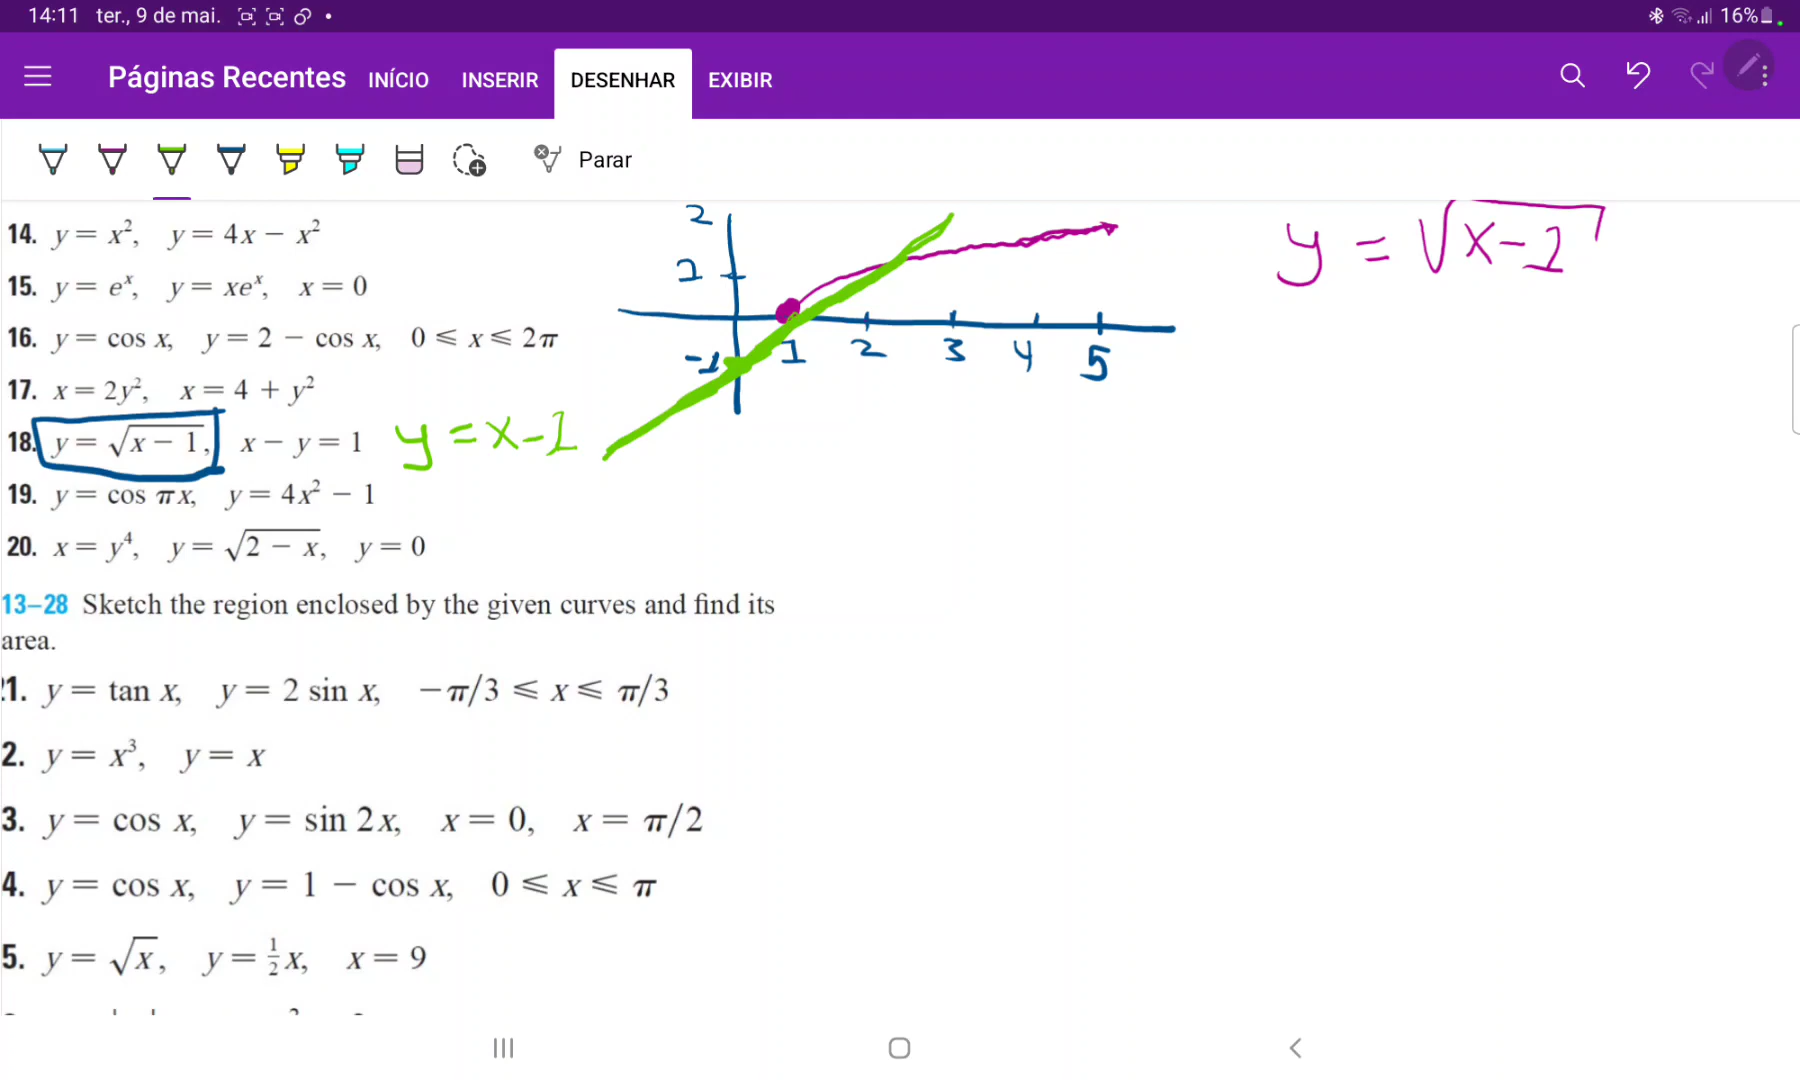 14:11 ter., 9 de mai. 16%
Páginas Recentes INÍCIO INSERIR DESENHAR EXIBIR
Parar
14. y = x², y = 4x − x²
15. y = eˣ, y = xeˣ, x = 0
16. y = cos x, y = 2 − cos x, 0 ⩽ x ⩽ 2π
17. x = 2y², x = 4 + y²
18. y = √(x − 1), x − y = 1 y = x-1
19. y = cos πx, y = 4x² − 1
20. x = y⁴, y = √(2 − x), y = 0
2
1
-1 1 2 3 4 5
y = √(x-1)
13–28 Sketch the region enclosed by the given curves and find its
area.
1. y = tan x, y = 2 sin x, −π/3 ⩽ x ⩽ π/3
2. y = x³, y = x
3. y = cos x, y = sin 2x, x = 0, x = π/2
4. y = cos x, y = 1 − cos x, 0 ⩽ x ⩽ π
5. y = √x, y = ½x, x = 9